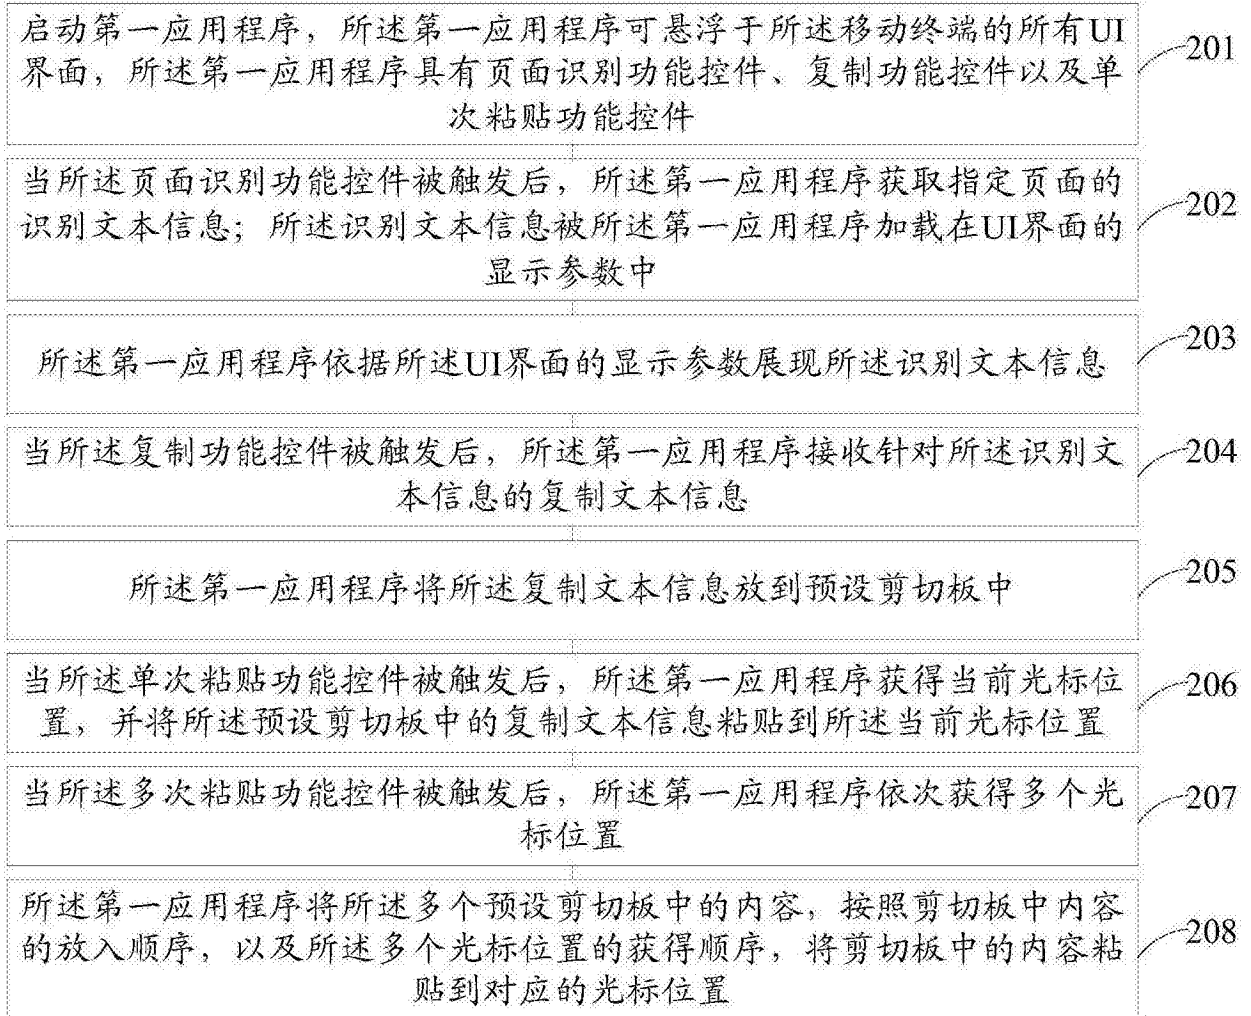 启动第一应用程序，所述第一应用程序可悬浮于所述移动终端的所有UI
界面，所述第一应用程序具有页面识别功能控件、复制功能控件以及单
次粘贴功能控件
201
当所述页面识别功能控件被触发后，所述第一应用程序获取指定页面的
识别文本信息；所述识别文本信息被所述第一应用程序加载在UI界面的
显示参数中
202
所述第一应用程序依据所述UI界面的显示参数展现所述识别文本信息
203
当所述复制功能控件被触发后，所述第一应用程序接收针对所述识别文
本信息的复制文本信息
204
所述第一应用程序将所述复制文本信息放到预设剪切板中
205
当所述单次粘贴功能控件被触发后，所述第一应用程序获得当前光标位
置，并将所述预设剪切板中的复制文本信息粘贴到所述当前光标位置
206
当所述多次粘贴功能控件被触发后，所述第一应用程序依次获得多个光
标位置
207
所述第一应用程序将所述多个预设剪切板中的内容，按照剪切板中内容
的放入顺序，以及所述多个光标位置的获得顺序，将剪切板中的内容粘
贴到对应的光标位置
208